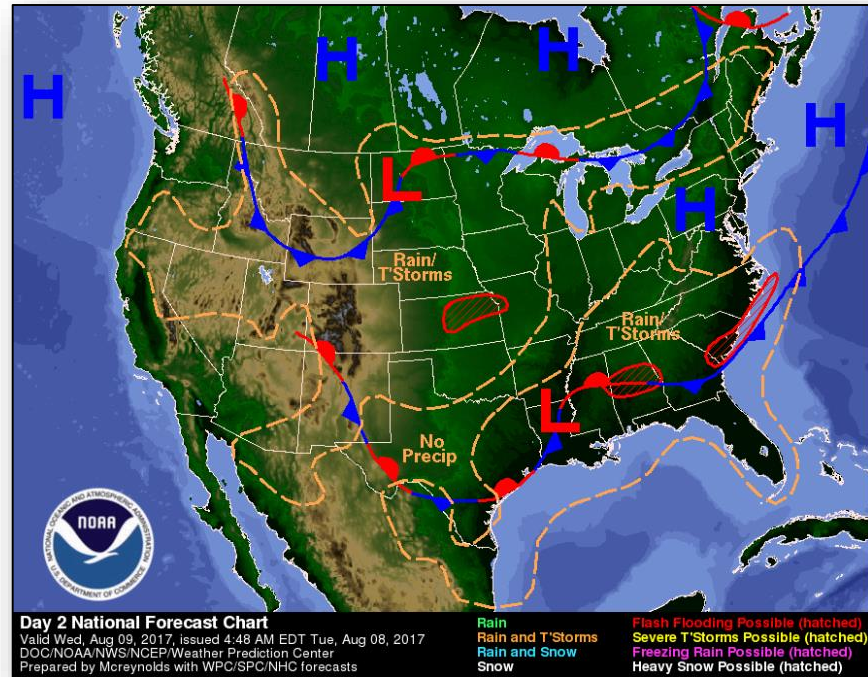 H
H
H
H
H
L
L
Rain/
T'Storms
Rain/
T'Storms
No
Precip
NATIONAL OCEANIC AND ATMOSPHERIC ADMINISTRATION
NOAA
U.S. DEPARTMENT OF COMMERCE
Day 2 National Forecast Chart
Valid Wed, Aug 09, 2017, issued 4:48 AM EDT Tue, Aug 08, 2017
DOC/NOAA/NWS/NCEP/Weather Prediction Center
Prepared by Mcreynolds with WPC/SPC/NHC forecasts
Rain
Rain and T'Storms
Rain and Snow
Snow
Flash Flooding Possible (hatched)
Severe T'Storms Possible (hatched)
Freezing Rain Possible (hatched)
Heavy Snow Possible (hatched)